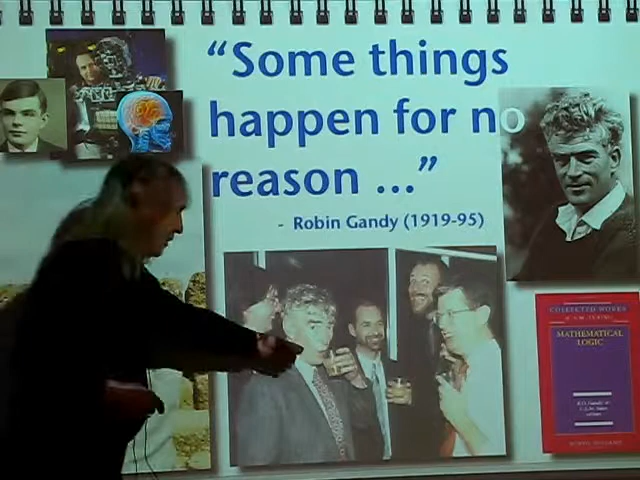 “Some things
happen for no
reason ...”
- Robin Gandy (1919-95)
COLLECTED WORKS
MATHEMATICAL
LOGIC